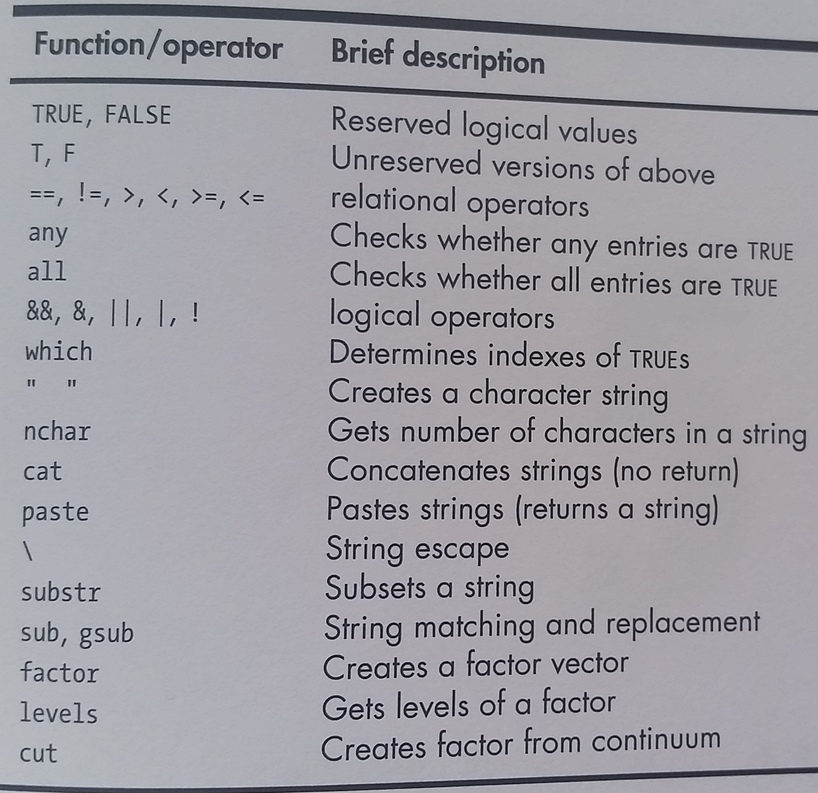 Function/operator Brief description
TRUE, FALSE Reserved logical values
T, F Unreserved versions of above
==, !=, >, <, >=, <= relational operators
any Checks whether any entries are TRUE
all Checks whether all entries are TRUE
&&, &, ||, |, ! logical operators
which Determines indexes of TRUEs
" " Creates a character string
nchar Gets number of characters in a string
cat Concatenates strings (no return)
paste Pastes strings (returns a string)
\ String escape
substr Subsets a string
sub, gsub String matching and replacement
factor Creates a factor vector
levels Gets levels of a factor
cut Creates factor from continuum